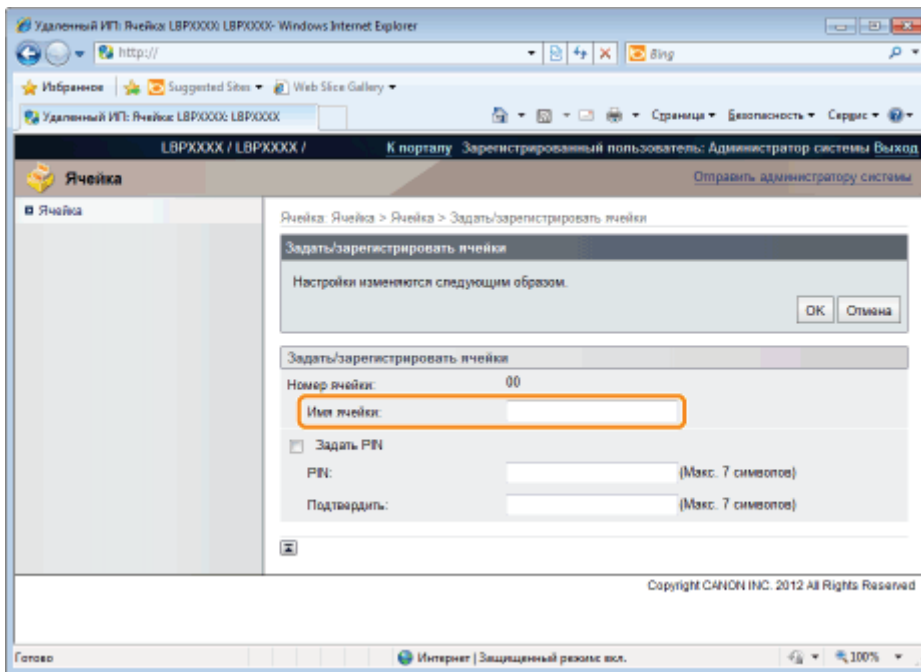 Удаленный ИП: Ячейка: LBPXXXX: LBPXXXX- Windows Internet Explorer
http://
Bing
Избранное Suggested Sites Web Slice Gallery
Удаленный ИП: Ячейка: LBPXXXX: LBPXXXX Страница Безопасность Сервис
LBPXXXX / LBPXXXX / К порталу Зарегистрированный пользователь: Администратор системы Выход
Ячейка Отправить администратору системы
Ячейка
Ячейка: Ячейка > Ячейка > Задать/зарегистрировать ячейки
Задать/зарегистрировать ячейки
Настройки изменяются следующим образом.
OK Отмена
Задать/зарегистрировать ячейки
Номер ячейки: 00
Имя ячейки:
Задать PIN
PIN: (Макс. 7 символов)
Подтвердить: (Макс. 7 символов)
Copyright CANON INC. 2012 All Rights Reserved
Готово Интернет | Защищенный режим: вкл. 100%